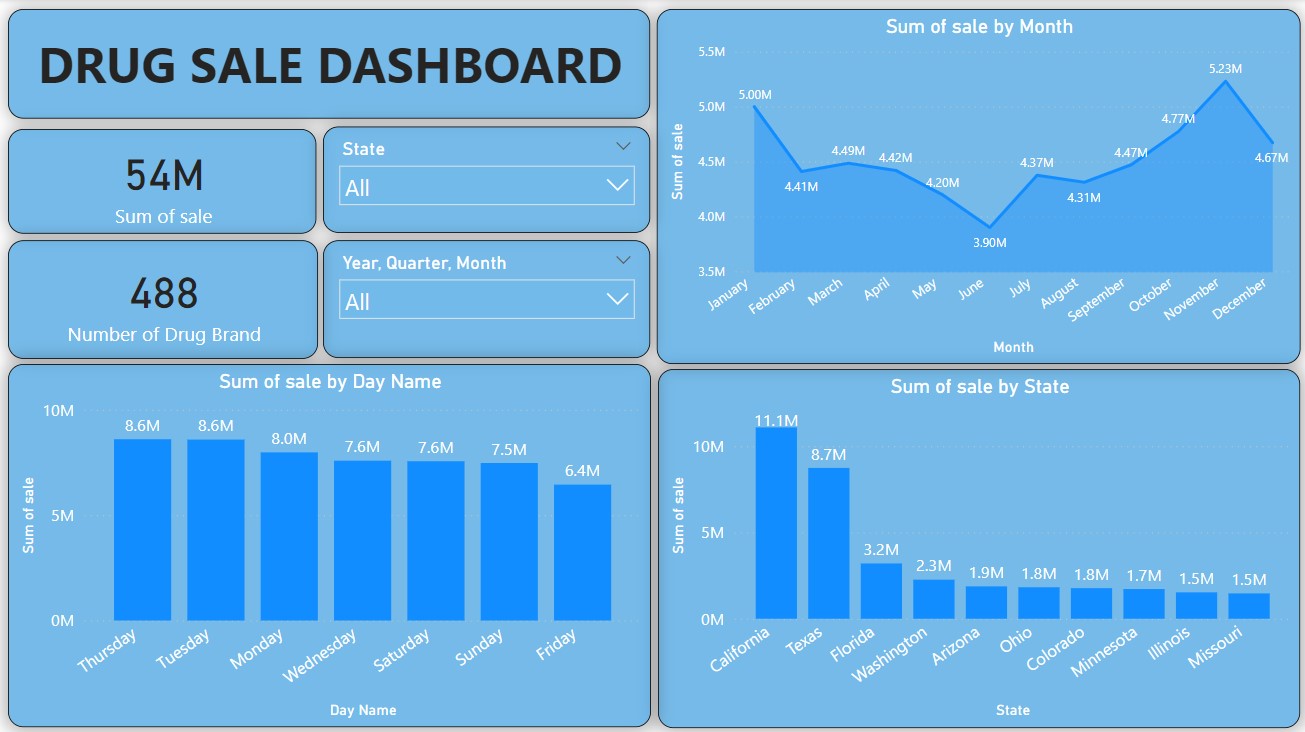 DRUG SALE DASHBOARD
54M
Sum of sale
State
All
488
Number of Drug Brand
Year, Quarter, Month
All
Sum of sale by Month
Sum of sale
5.5M
5.0M
4.5M
4.0M
3.5M
5.00M
4.41M
4.49M
4.42M
4.20M
3.90M
4.37M
4.31M
4.47M
4.77M
5.23M
4.67M
January
February
March
April
May
June
July
August
September
October
November
December
Month
Sum of sale by Day Name
Sum of sale
10M
5M
0M
8.6M
8.6M
8.0M
7.6M
7.6M
7.5M
6.4M
Thursday
Tuesday
Monday
Wednesday
Saturday
Sunday
Friday
Day Name
Sum of sale by State
Sum of sale
10M
5M
0M
11.1M
8.7M
3.2M
2.3M
1.9M
1.8M
1.8M
1.7M
1.5M
1.5M
California
Texas
Florida
Washington
Arizona
Ohio
Colorado
Minnesota
Illinois
Missouri
State